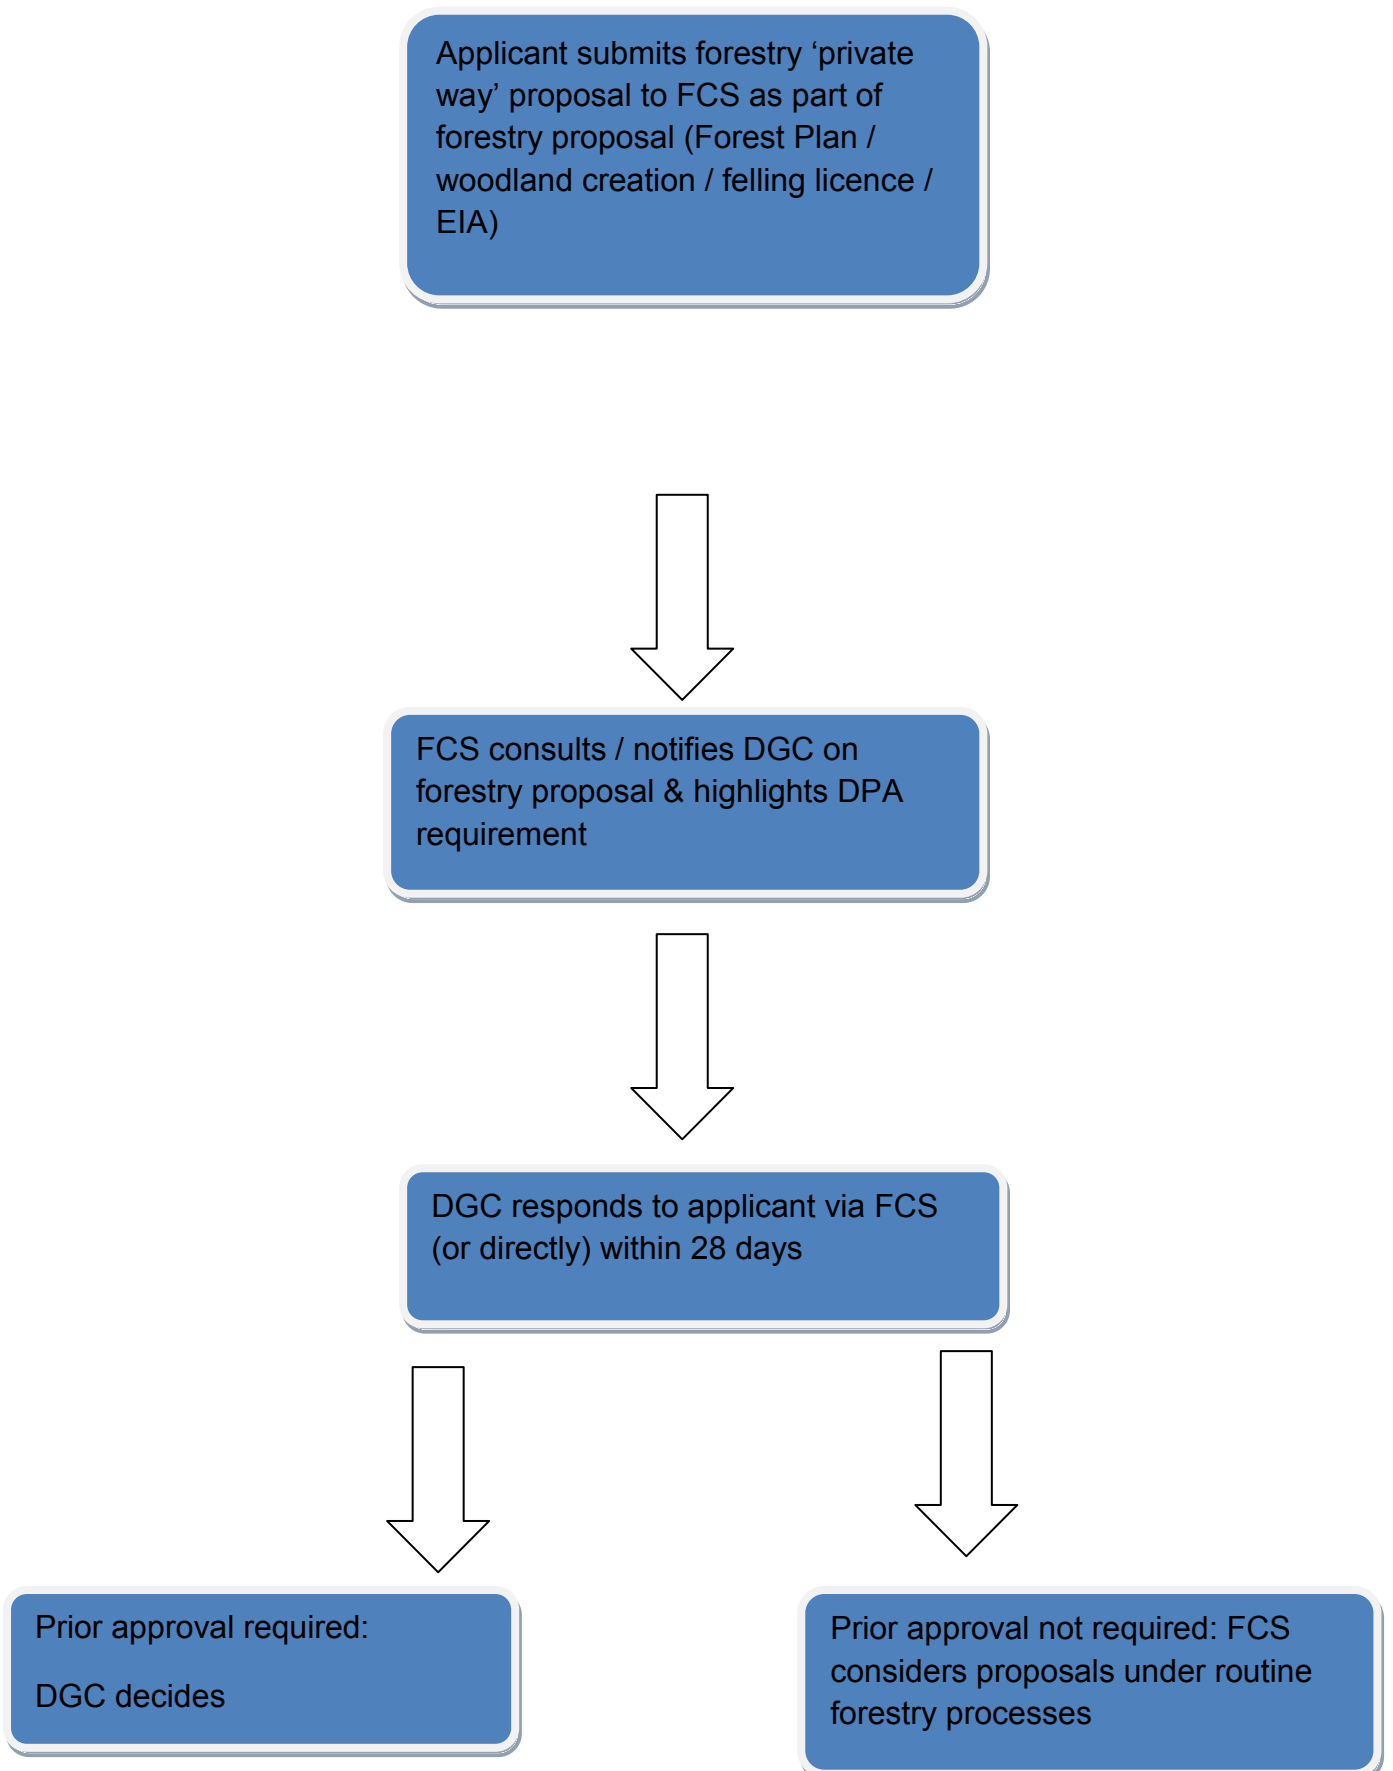 Applicant submits forestry ‘private
way’ proposal to FCS as part of
forestry proposal (Forest Plan /
woodland creation / felling licence /
EIA)
FCS consults / notifies DGC on
forestry proposal & highlights DPA
requirement
DGC responds to applicant via FCS
(or directly) within 28 days
Prior approval required:
DGC decides
Prior approval not required: FCS
considers proposals under routine
forestry processes